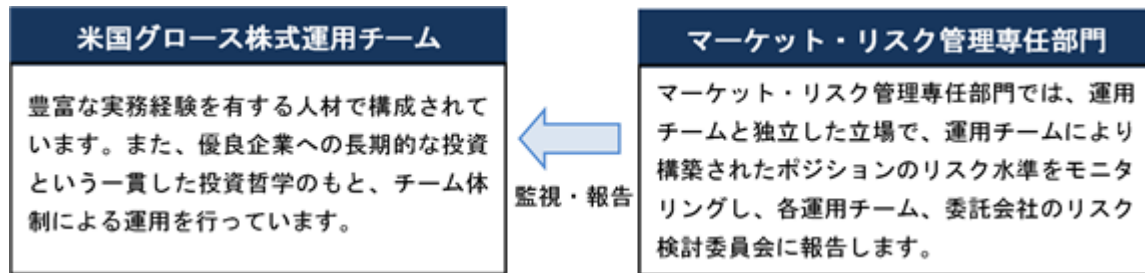 米国グロース株式運用チーム
豊富な実務経験を有する人材で構成されて
います。また、優良企業への長期的な投資
という一貫した投資哲学のもと、チーム体
制による運用を行っています。
監視・報告
マーケット・リスク管理専任部門
マーケット・リスク管理専任部門では、運用
チームと独立した立場で、運用チームにより
構築されたポジションのリスク水準をモニタ
リングし、各運用チーム、委託会社のリスク
検討委員会に報告します。